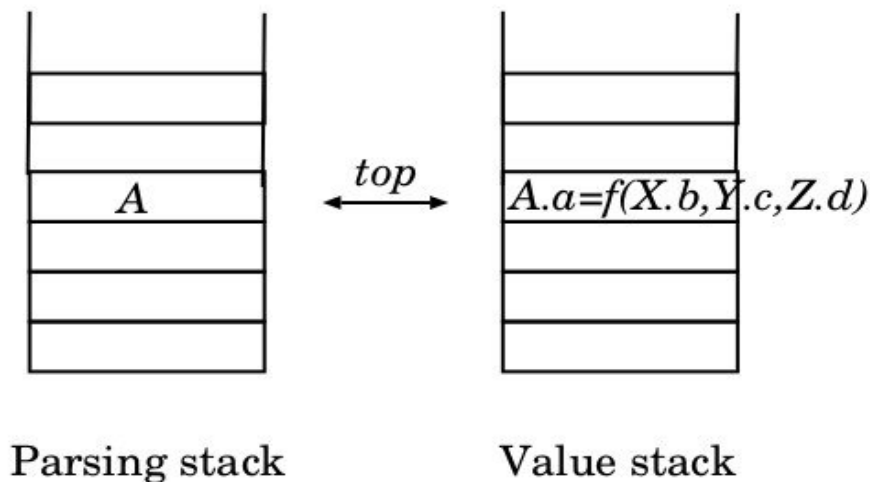 top
A
A.a=f(X.b,Y.c,Z.d)
Parsing stack
Value stack